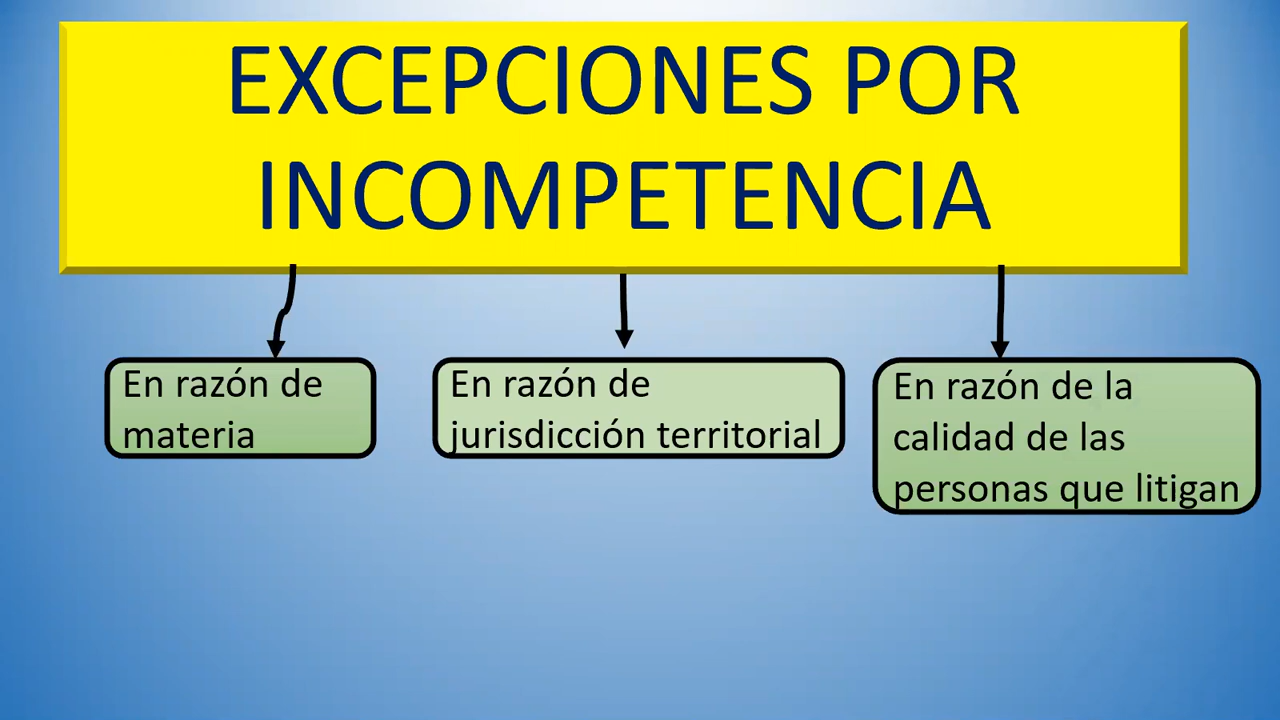 EXCEPCIONES POR
INCOMPETENCIA
En razón de
materia
En razón de
jurisdicción territorial
En razón de la
calidad de las
personas que litigan